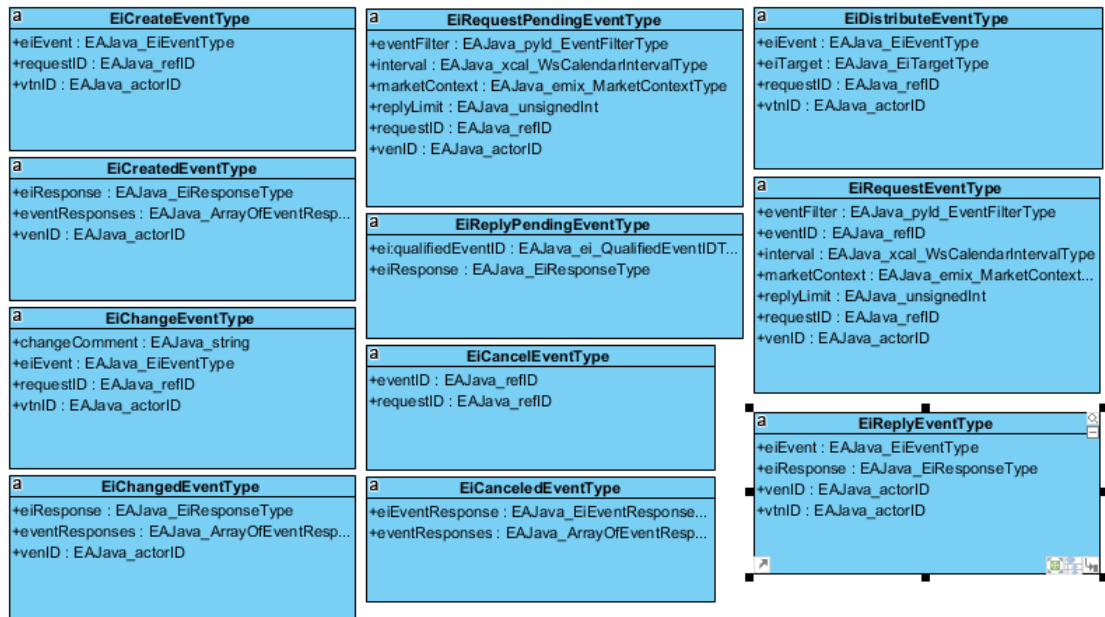 a
EiCreateEventType
+eiEvent : EAJava_EiEventType
+requestID : EAJava_refID
+vtnID : EAJava_actorID
a
EiCreatedEventType
+eiResponse : EAJava_EiResponseType
+eventResponses : EAJava_ArrayOfEventResp...
+venID : EAJava_actorID
a
EiChangeEventType
+changeComment : EAJava_string
+eiEvent : EAJava_EiEventType
+requestID : EAJava_refID
+vtnID : EAJava_actorID
a
EiChangedEventType
+eiResponse : EAJava_EiResponseType
+eventResponses : EAJava_ArrayOfEventResp...
+venID : EAJava_actorID
a
EiRequestPendingEventType
+eventFilter : EAJava_pyld_EventFilterType
+interval : EAJava_xcal_WsCalendarIntervalType
+marketContext : EAJava_emix_MarketContextType
+replyLimit : EAJava_unsignedInt
+requestID : EAJava_refID
+venID : EAJava_actorID
a
EiReplyPendingEventType
+ei:qualifiedEventID : EAJava_ei_QualifiedEventIDT...
+eiResponse : EAJava_EiResponseType
a
EiCancelEventType
+eventID : EAJava_refID
+requestID : EAJava_refID
a
EiCanceledEventType
+eiEventResponse : EAJava_EiEventResponse...
+eventResponses : EAJava_ArrayOfEventResp...
a
EiDistributeEventType
+eiEvent : EAJava_EiEventType
+eiTarget : EAJava_EiTargetType
+requestID : EAJava_refID
+vtnID : EAJava_actorID
a
EiRequestEventType
+eventFilter : EAJava_pyld_EventFilterType
+eventID : EAJava_refID
+interval : EAJava_xcal_WsCalendarIntervalType
+marketContext : EAJava_emix_MarketContext...
+replyLimit : EAJava_unsignedInt
+requestID : EAJava_refID
+venID : EAJava_actorID
a
EiReplyEventType
+eiEvent : EAJava_EiEventType
+eiResponse : EAJava_EiResponseType
+venID : EAJava_actorID
+vtnID : EAJava_actorID